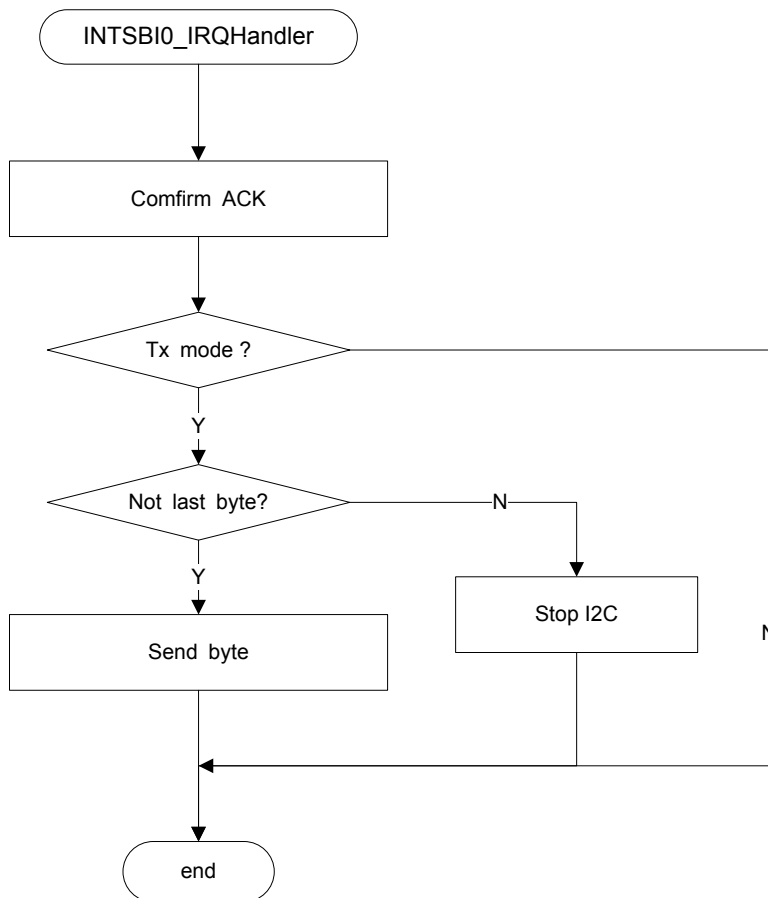 INTSBI0_IRQHandler
Comfirm ACK
Tx mode ?
Y
Not last byte?
N
Y
Stop I2C
N
Send byte
end